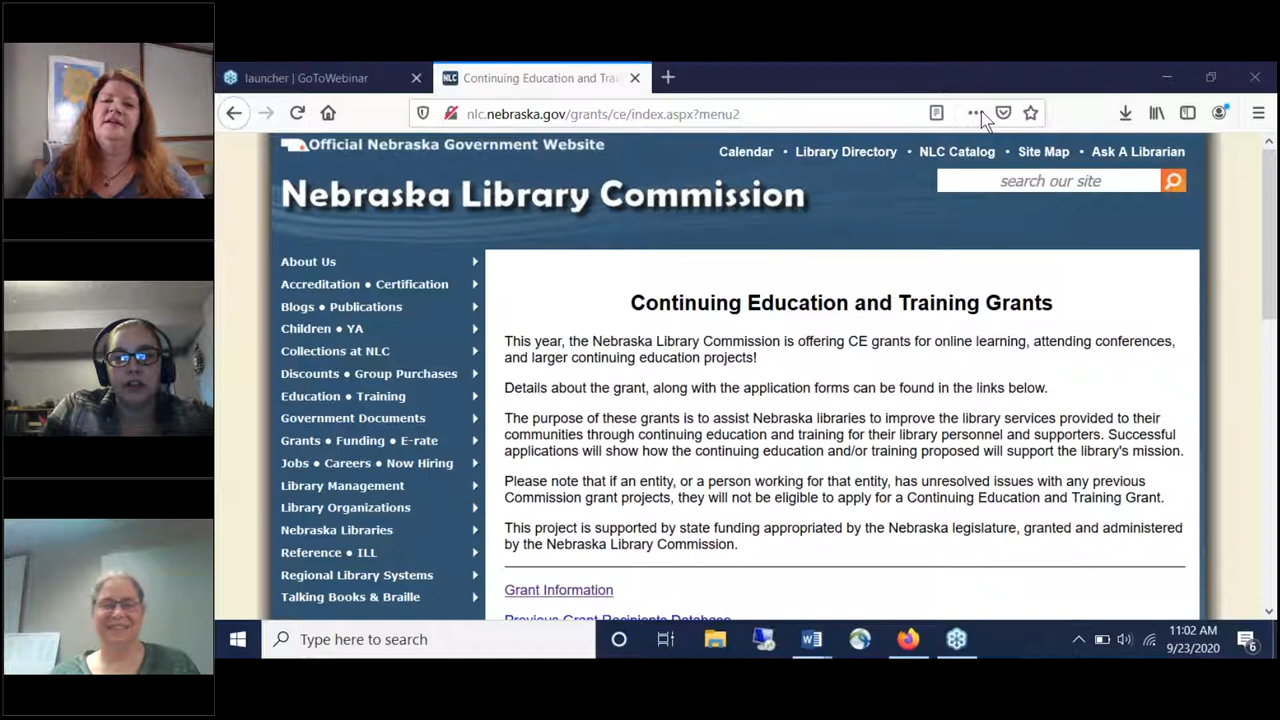 launcher | GoToWebinar
NLC Continuing Education and Trai
nlc.nebraska.gov/grants/ce/index.aspx?menu2
Official Nebraska Government Website
Calendar • Library Directory • NLC Catalog • Site Map • Ask A Librarian
Nebraska Library Commission
search our site
About Us
Accreditation ● Certification
Blogs ● Publications
Children ● YA
Collections at NLC
Discounts ● Group Purchases
Education ● Training
Government Documents
Grants ● Funding ● E-rate
Jobs ● Careers ● Now Hiring
Library Management
Library Organizations
Nebraska Libraries
Reference ● ILL
Regional Library Systems
Talking Books & Braille
Continuing Education and Training Grants
This year, the Nebraska Library Commission is offering CE grants for online learning, attending conferences,
and larger continuing education projects!
Details about the grant, along with the application forms can be found in the links below.
The purpose of these grants is to assist Nebraska libraries to improve the library services provided to their
communities through continuing education and training for their library personnel and supporters. Successful
applications will show how the continuing education and/or training proposed will support the library's mission.
Please note that if an entity, or a person working for that entity, has unresolved issues with any previous
Commission grant projects, they will not be eligible to apply for a Continuing Education and Training Grant.
This project is supported by state funding appropriated by the Nebraska legislature, granted and administered
by the Nebraska Library Commission.
Grant Information
Previous Grant Recipients Database
Type here to search
11:02 AM
9/23/2020
6